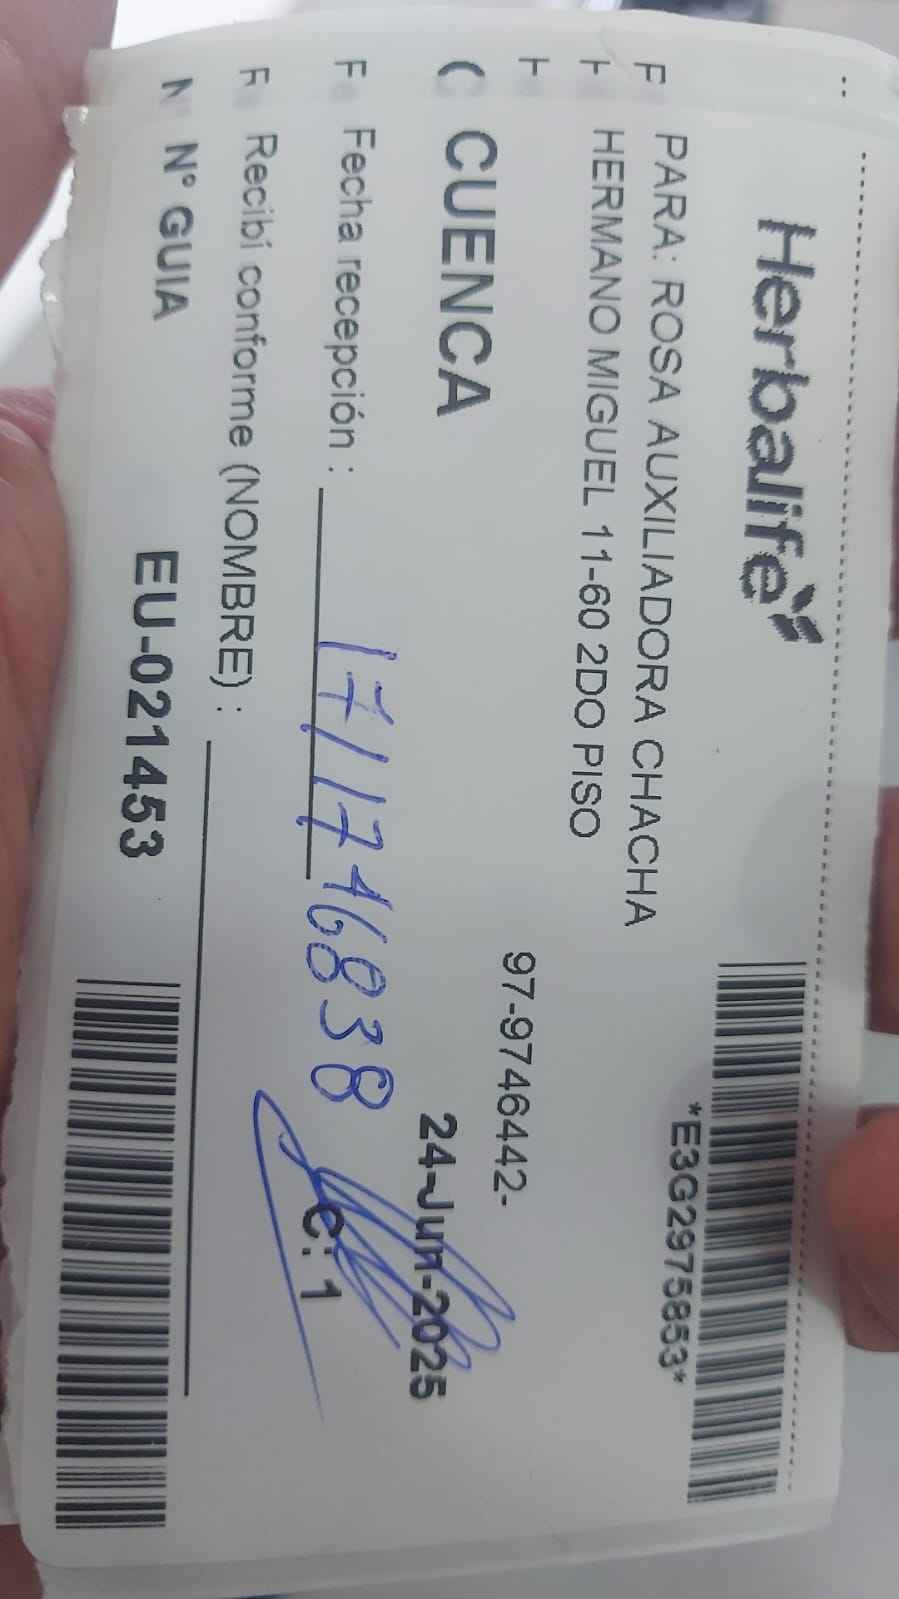 Herbalife
*E3G2975853*
PARA: ROSA AUXILIADORA CHACHA
HERMANO MIGUEL 11-60 2DO PISO
97-9746442-
CUENCA
24-Jun-2025
Fecha recepción :
C: 1
Recibí conforme (NOMBRE) :
Nº GUIA
EU-021453